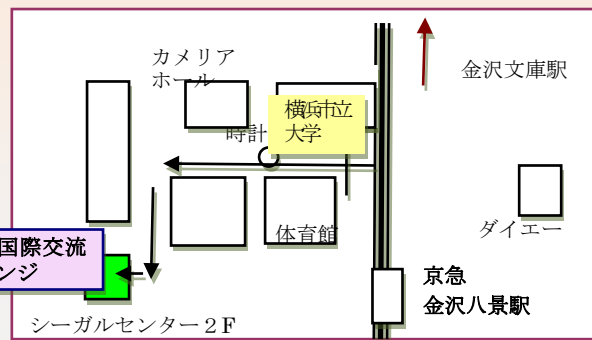 カメリア
ホール
金沢文庫駅
横浜市立
大学
時計
体育館
ダイエー
国際交流
ンジ
京急
金沢八景駅
シーガルセンター２F